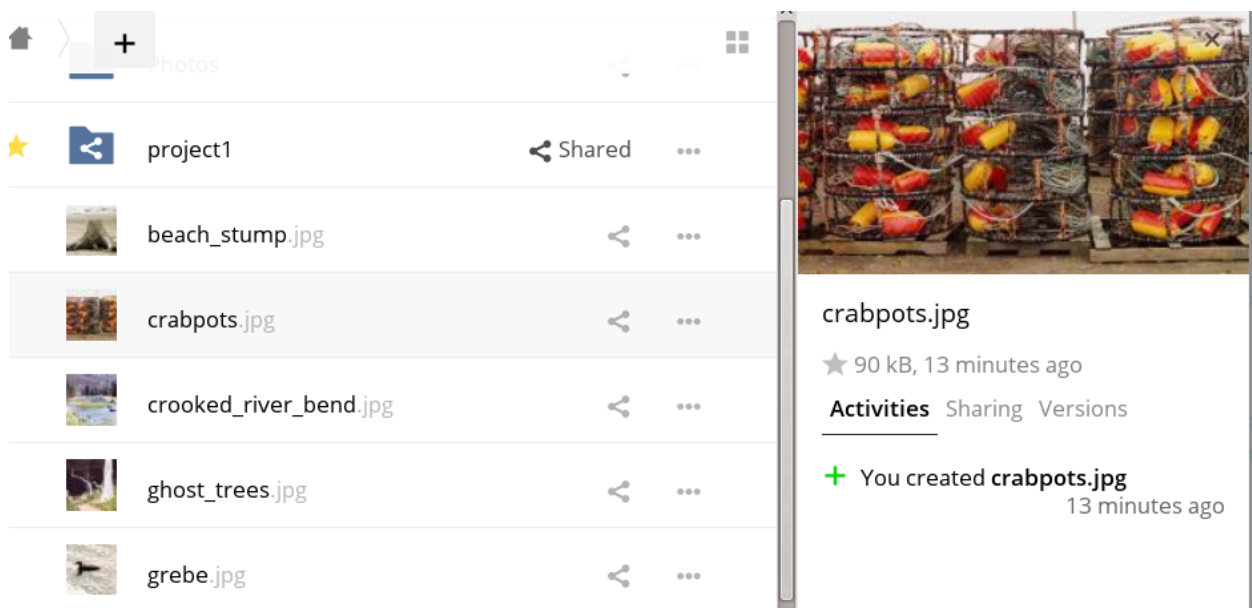 Photos
project1 Shared
beach_stump.jpg
crabpots.jpg
crooked_river_bend.jpg
ghost_trees.jpg
grebe.jpg
crabpots.jpg
90 kB, 13 minutes ago
Activities Sharing Versions
You created crabpots.jpg
13 minutes ago